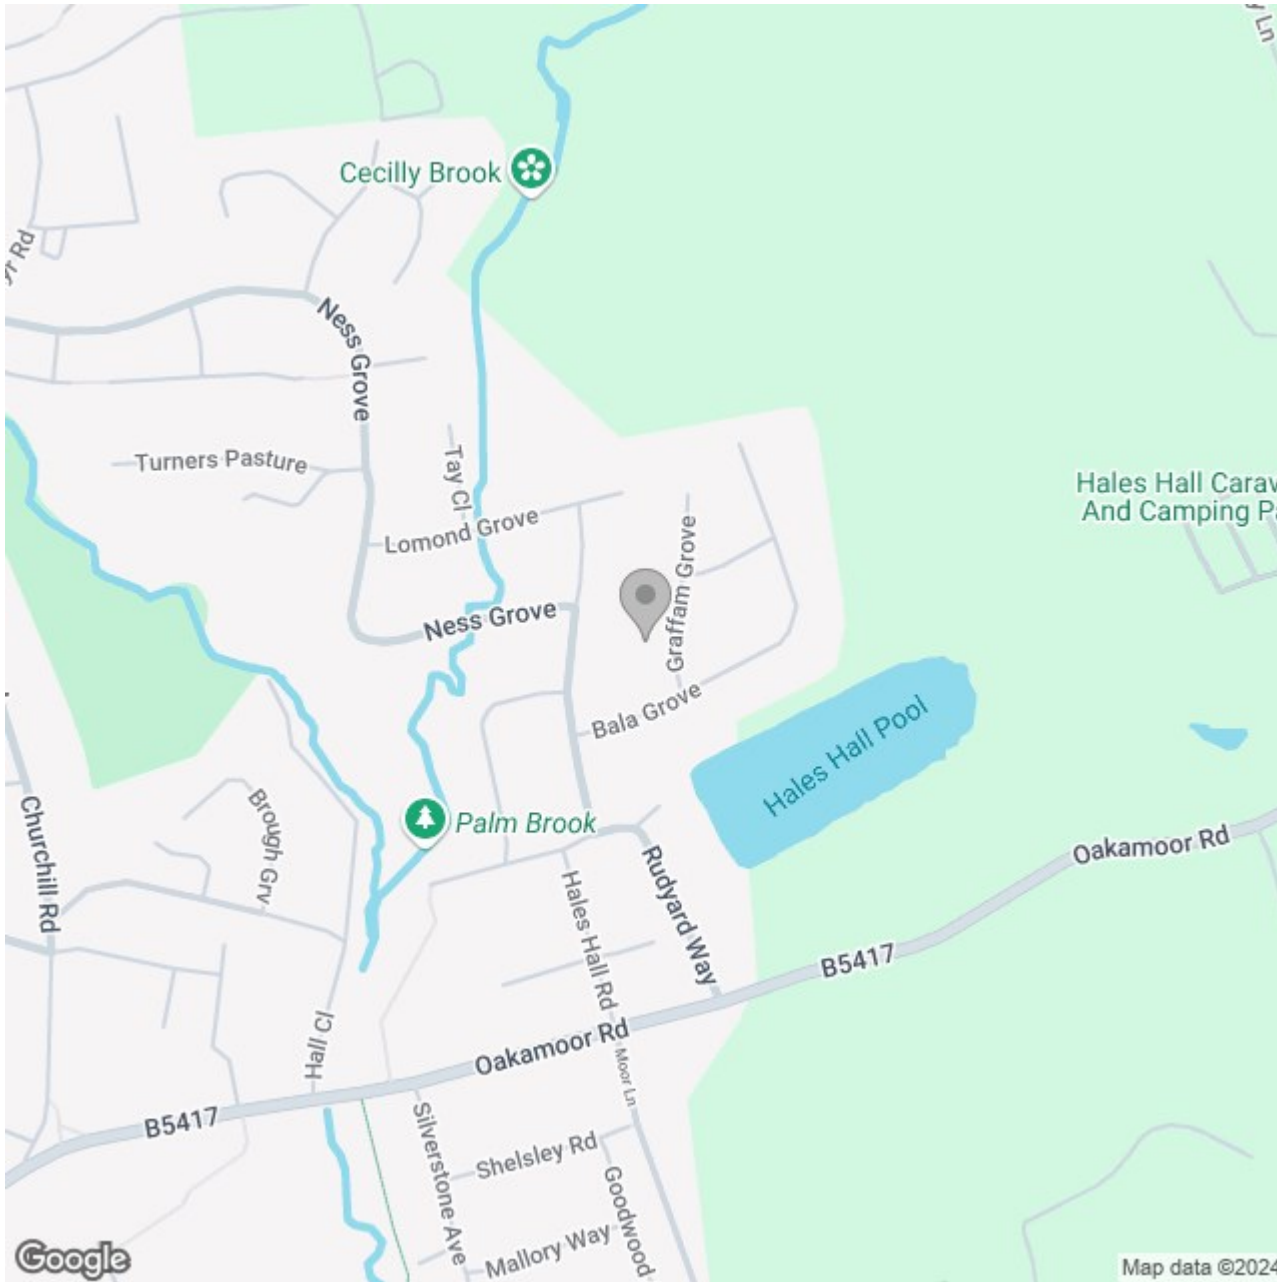 Cecilly Brook
Ness Grove
Turners Pasture
Tay Cl
Lomond Grove
Hales Hall Carav
And Camping Pa
Graffam Grove
Ness Grove
Bala Grove
Hales Hall Pool
Churchill Rd
Brough Grv
Palm Brook
Rudyard Way
Oakamoor Rd
Hales Hall Rd
B5417
Hall Cl
Oakamoor Rd
Moor Ln
B5417
Silverstone Ave
Shelsley Rd
Goodwood
Mallory Way
Google
Map data ©2024